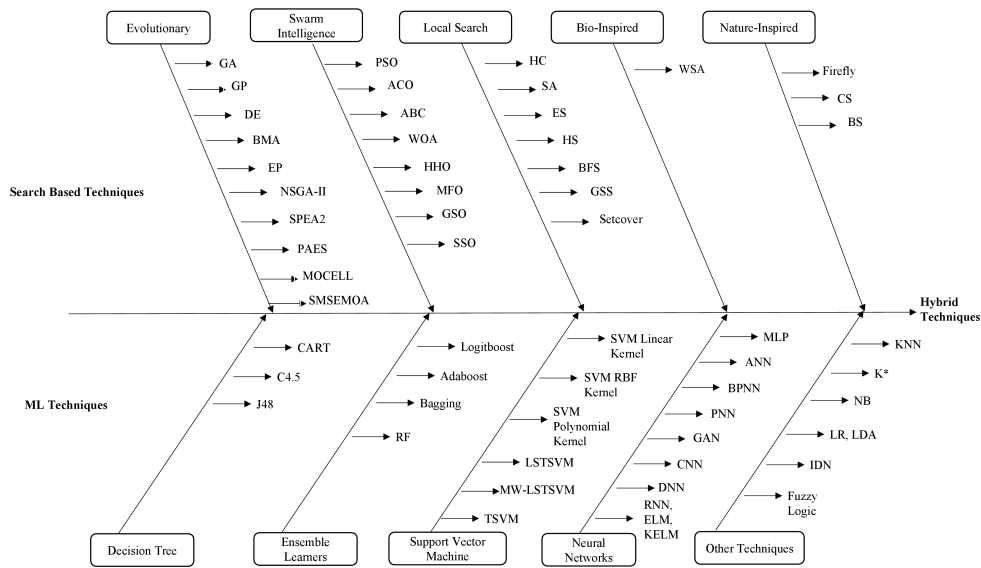 Evolutionary
Swarm
Intelligence
Local Search
Bio-Inspired
Nature-Inspired
GA
GP
DE
BMA
EP
NSGA-II
SPEA2
PAES
MOCELL
SMSEMOA
PSO
ACO
ABC
WOA
HHO
MFO
GSO
SSO
HC
SA
ES
HS
BFS
GSS
Setcover
WSA
Firefly
CS
BS
Search Based Techniques
Hybrid
Techniques
ML Techniques
CART
C4.5
J48
Logitboost
Adaboost
Bagging
RF
SVM Linear
Kernel
SVM RBF
Kernel
SVM
Polynomial
Kernel
LSTSVM
MW-LSTSVM
TSVM
MLP
ANN
BPNN
PNN
GAN
CNN
DNN
RNN,
ELM,
KELM
KNN
K*
NB
LR, LDA
IDN
Fuzzy
Logic
Decision Tree
Ensemble
Learners
Support Vector
Machine
Neural
Networks
Other Techniques